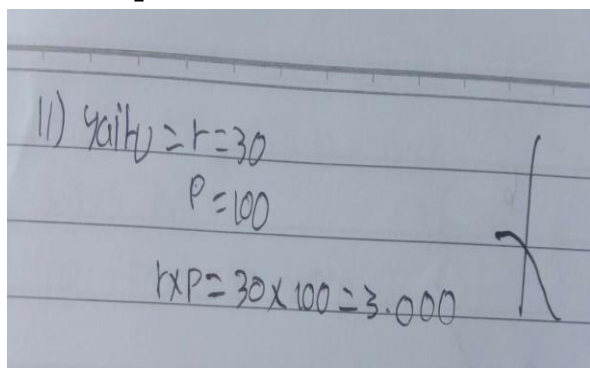 11) yaitu = r = 30
P = 100
r x p = 30 x 100 = 3.000